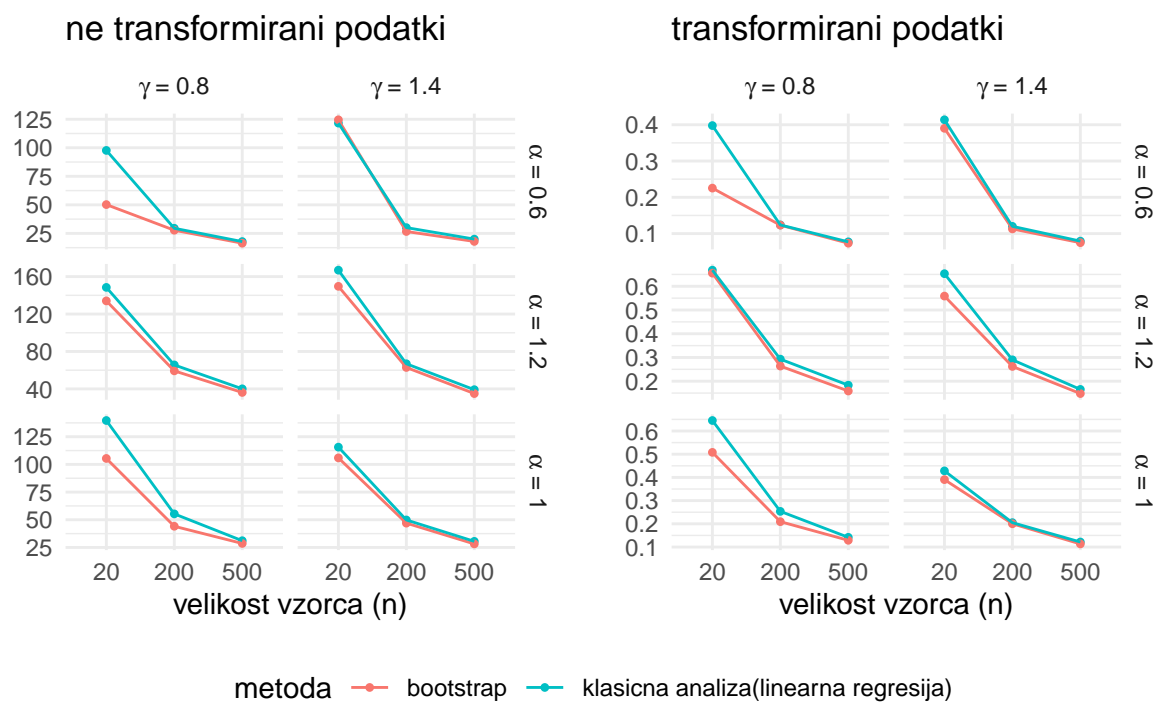 ne transformirani podatki
γ = 0.8 γ = 1.4
125
100
75
50
25
α = 0.6
160
120
80
40
α = 1.2
125
100
75
50
25
α = 1
20 200 500 20 200 500
velikost vzorca (n)
transformirani podatki
γ = 0.8 γ = 1.4
0.4
0.3
0.2
0.1
α = 0.6
0.6
0.5
0.4
0.3
0.2
α = 1.2
0.6
0.5
0.4
0.3
0.2
0.1
α = 1
20 200 500 20 200 500
velikost vzorca (n)
metoda bootstrap klasicna analiza(linearna regresija)